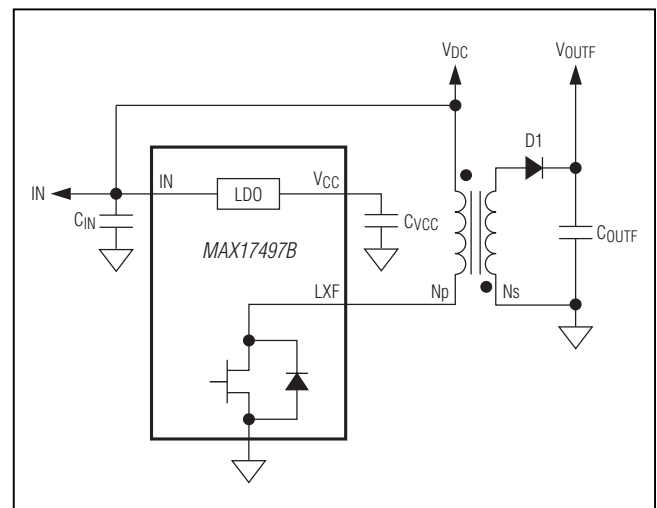 VDC
VOUTF
D1
IN
IN
LDO
VCC
CIN
CVCC
COUTF
MAX17497B
LXF
Np
Ns